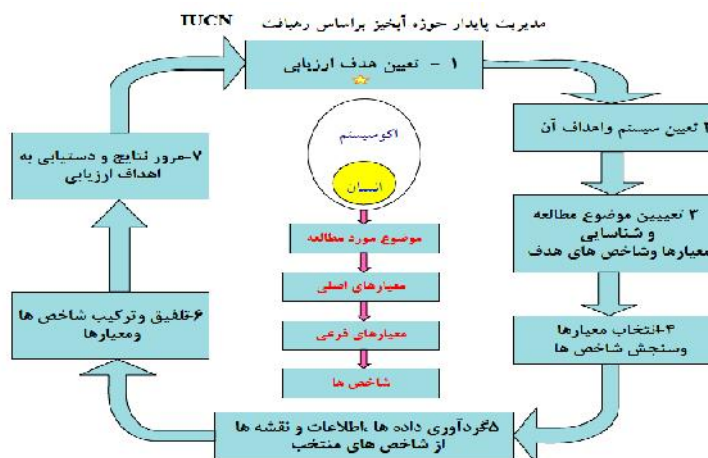 مدیریت پایدار حوزه آبخیز براساس رهیافت IUCN
۱ - تعیین هدف ارزیابی
۲ تعیین سیستم واهداف آن
۳ تعییین موضوع مطالعه
و شناسایی
معیارها وشاخص های هدف
۴-انتخاب معیارها
وسنجش شاخص ها
۵گردآوری داده ها ،اطلاعات و نقشه ها
از شاخص های منتخب
۶-تلفیق وترکیب شاخص ها
ومعیارها
۷-مرور نتایج و دستیابی به
اهداف ارزیابی
اکوسیستم
انسان
موضوع مورد مطالعه
معیارهای اصلی
معیارهای فرعی
شاخص ها